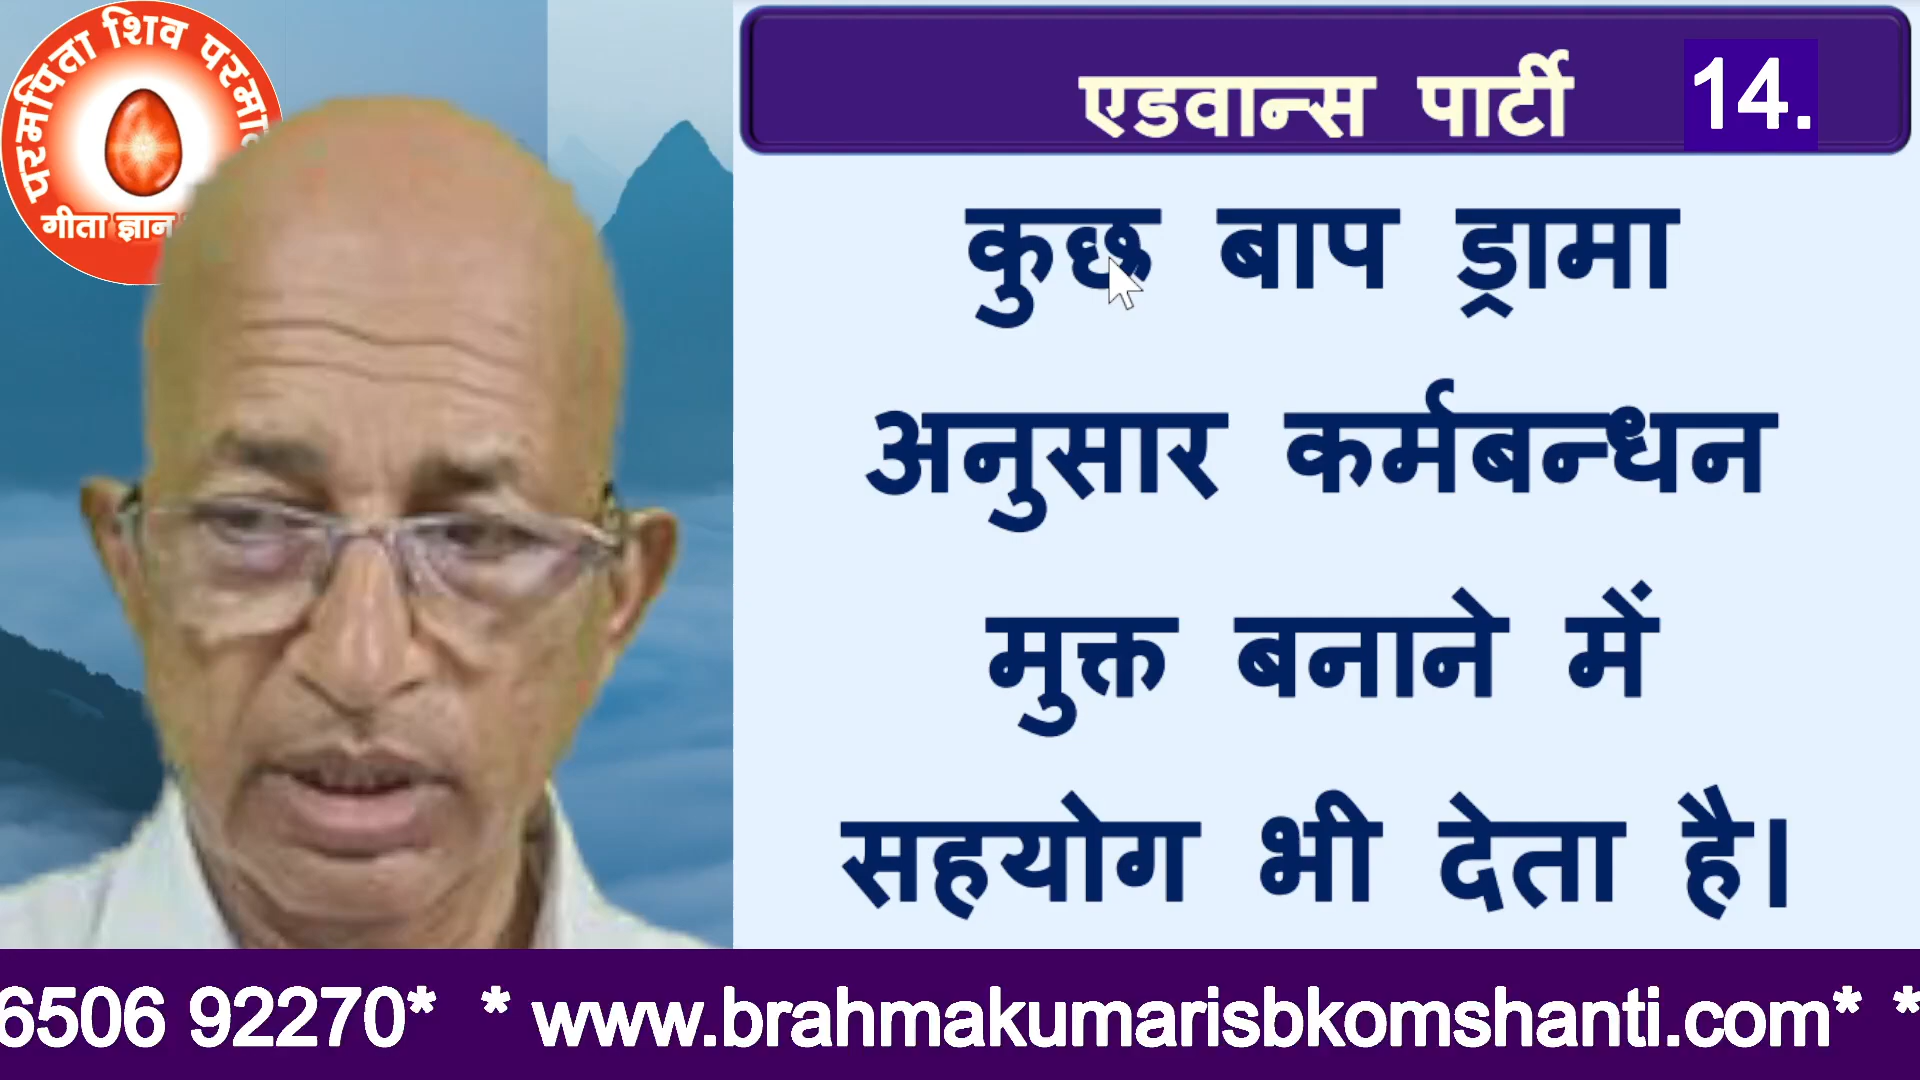 परमपिता शिव
गीता ज्ञान
एडवान्स पार्टी 14.
कुछ बाप ड्रामा
अनुसार कर्मबन्धन
मुक्त बनाने में
सहयोग भी देता है।
6506 92270* * www.brahmakumarisbkomshanti.com* *